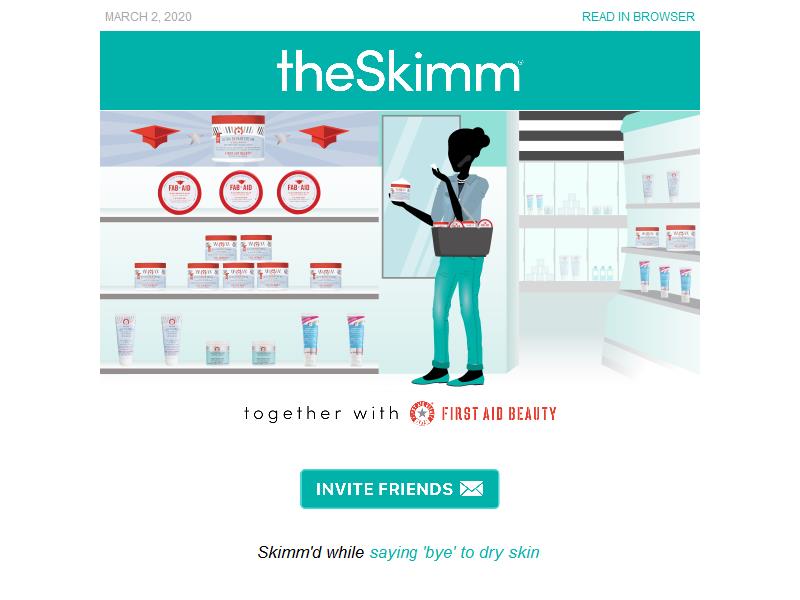 MARCH 2, 2020
READ IN BROWSER
theSkimm
FAB·AID
FAB·AID
FAB·AID
together with FIRST AID BEAUTY
INVITE FRIENDS
Skimm'd while saying 'bye' to dry skin